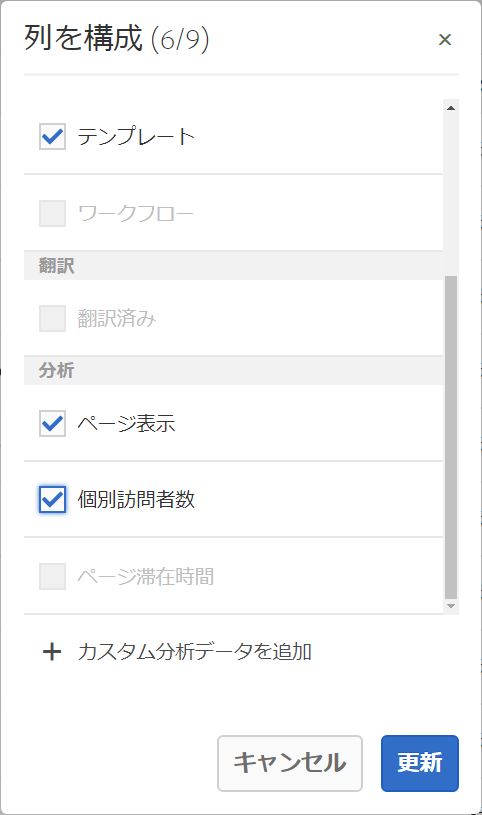 列を構成 (6/9)
テンプレート
ワークフロー
翻訳
翻訳済み
分析
ページ表示
個別訪問者数
ページ滞在時間
カスタム分析データを追加
キャンセル 更新